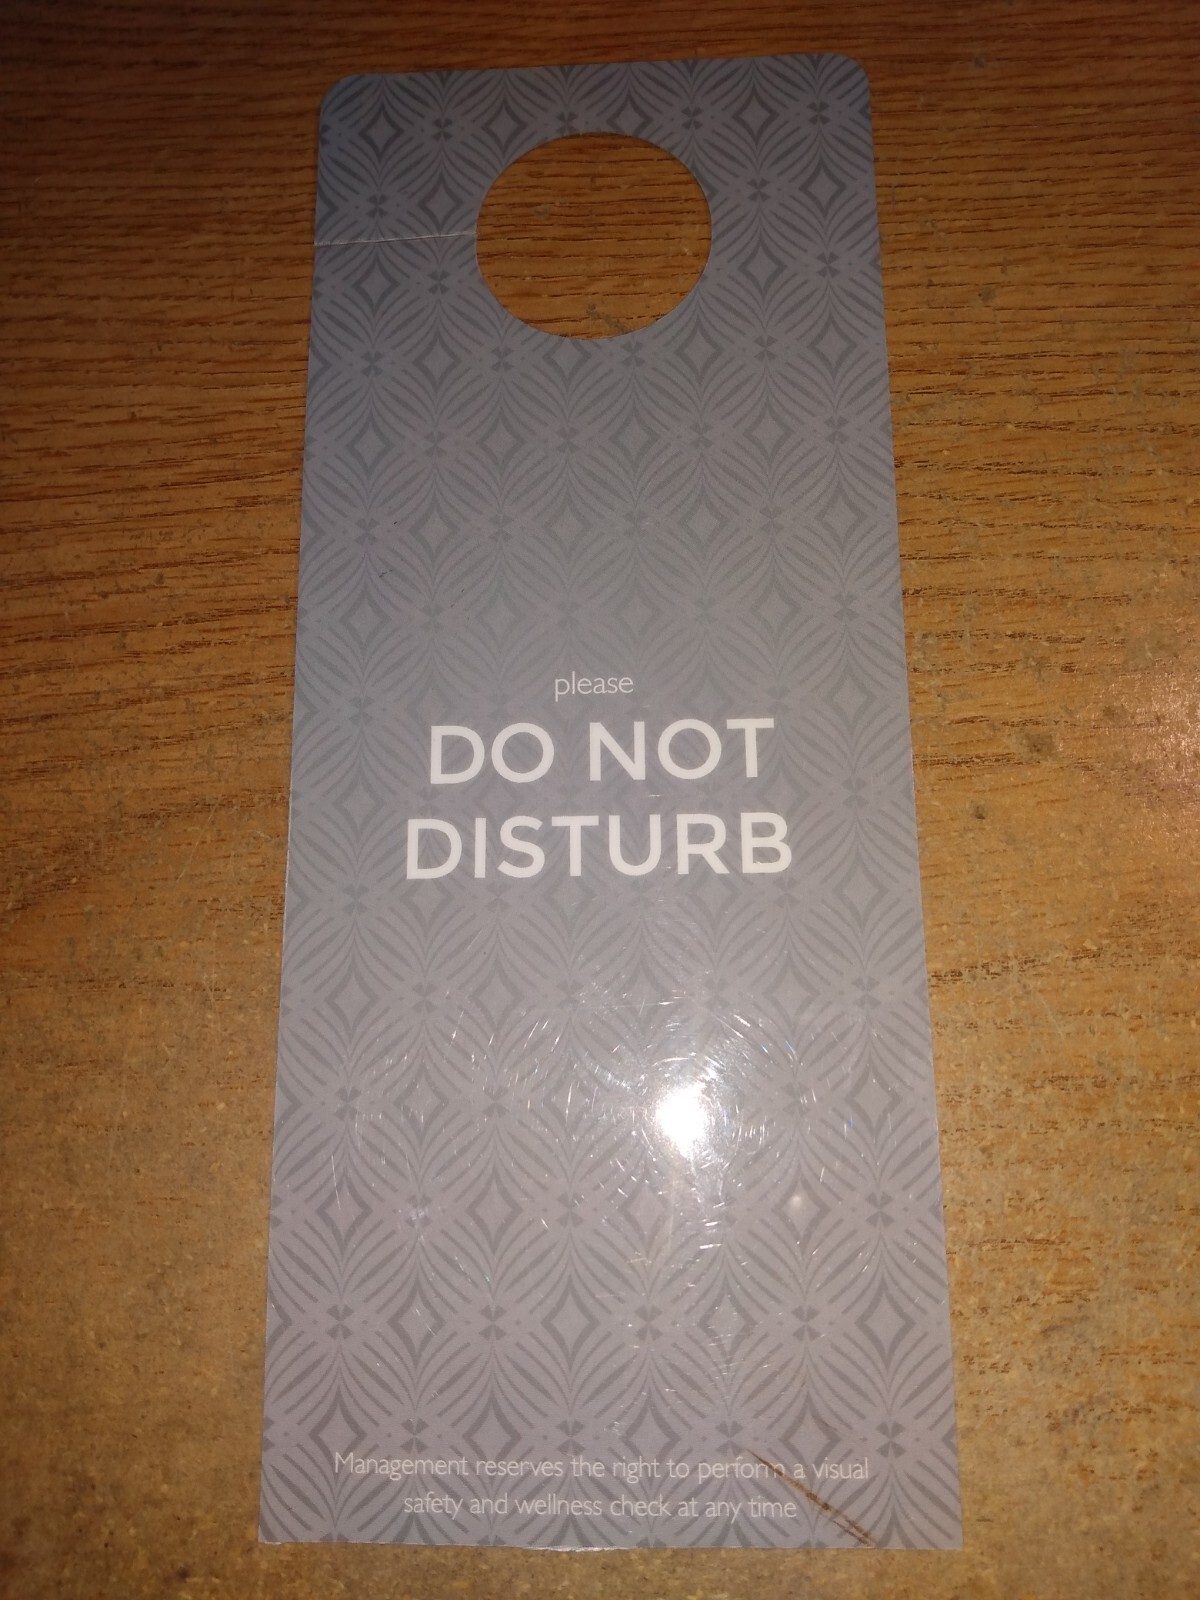 please
DO NOT
DISTURB
Management reserves the right to perform a visual
safety and wellness check at any time